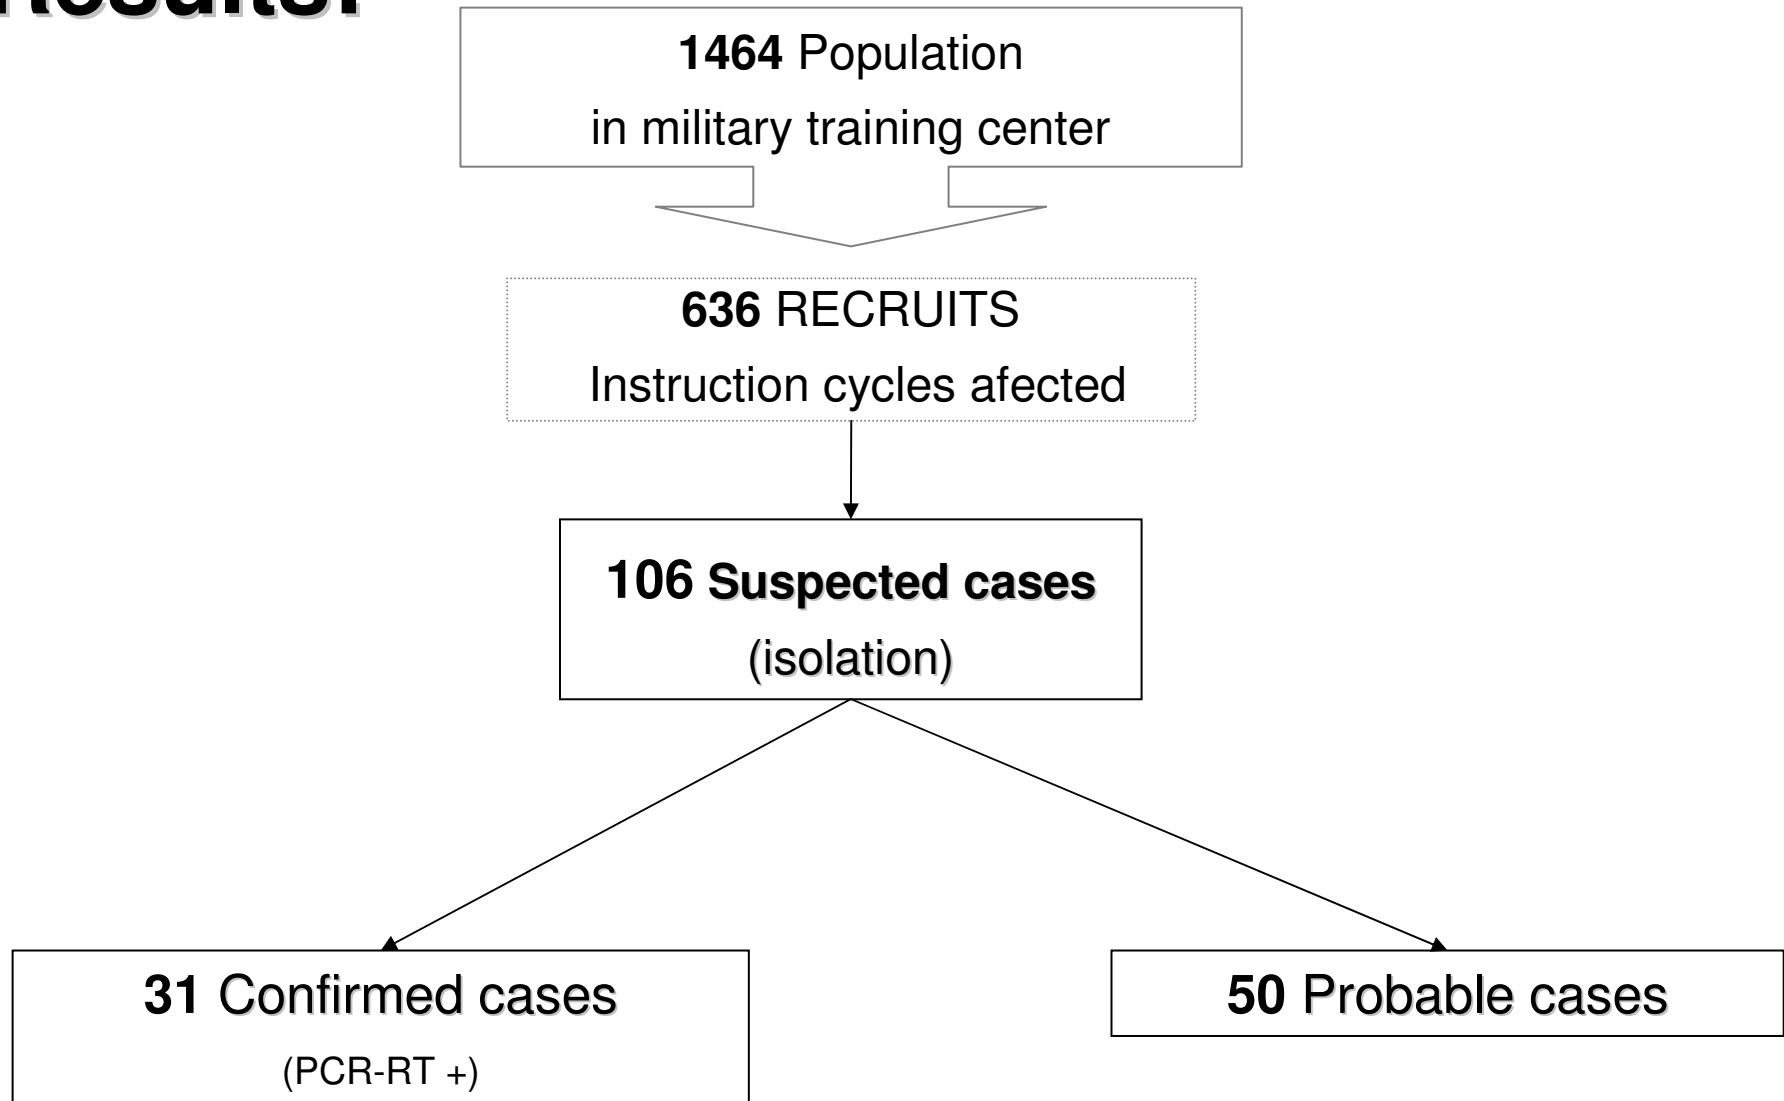 Results:
1464 Population
in military training center
636 RECRUITS
Instruction cycles afected
106 Suspected cases
(isolation)
31 Confirmed cases
50 Probable cases
(PCR-RT +)